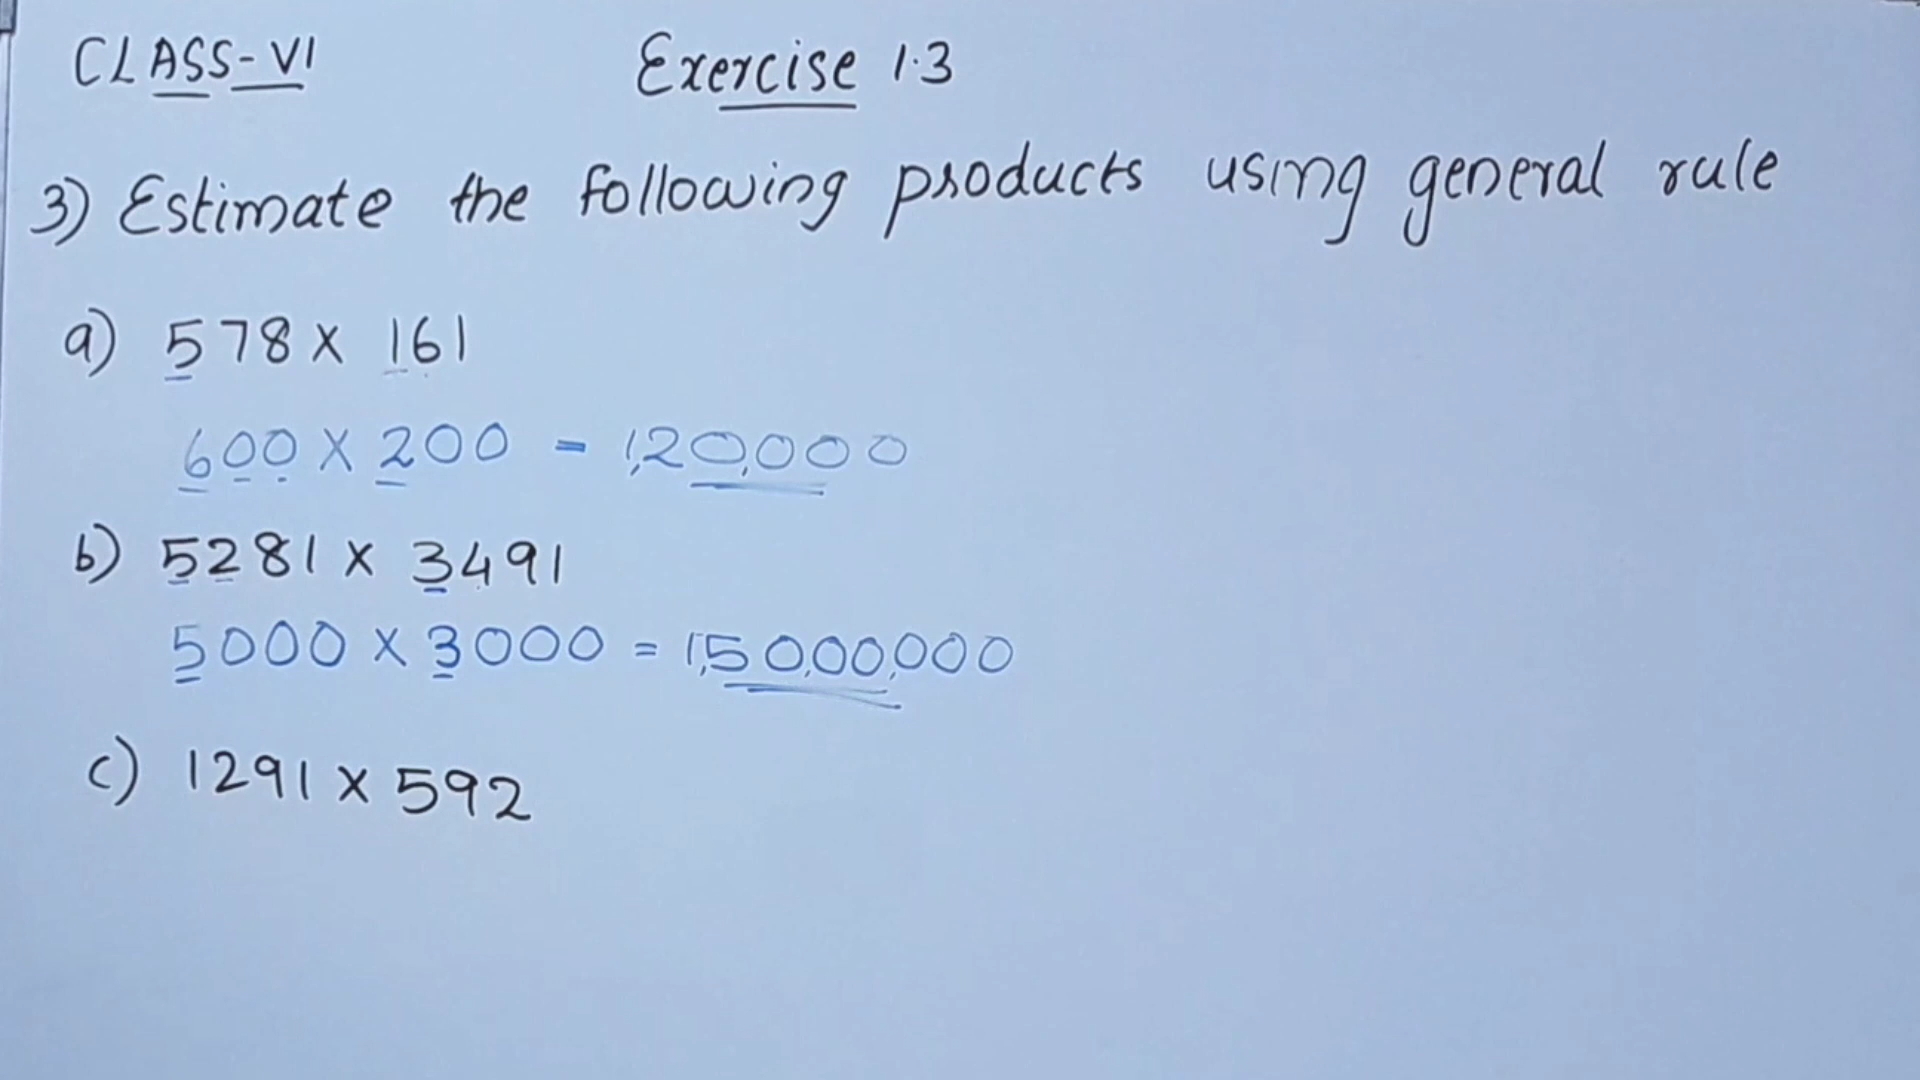 CLASS-VI Exercise 1.3
3) Estimate the following products using general rule
a) 578 x 161
600 x 200 = 1,20,000
b) 5281 x 3491
5000 x 3000 = 1,50,00,000
c) 1291 x 592